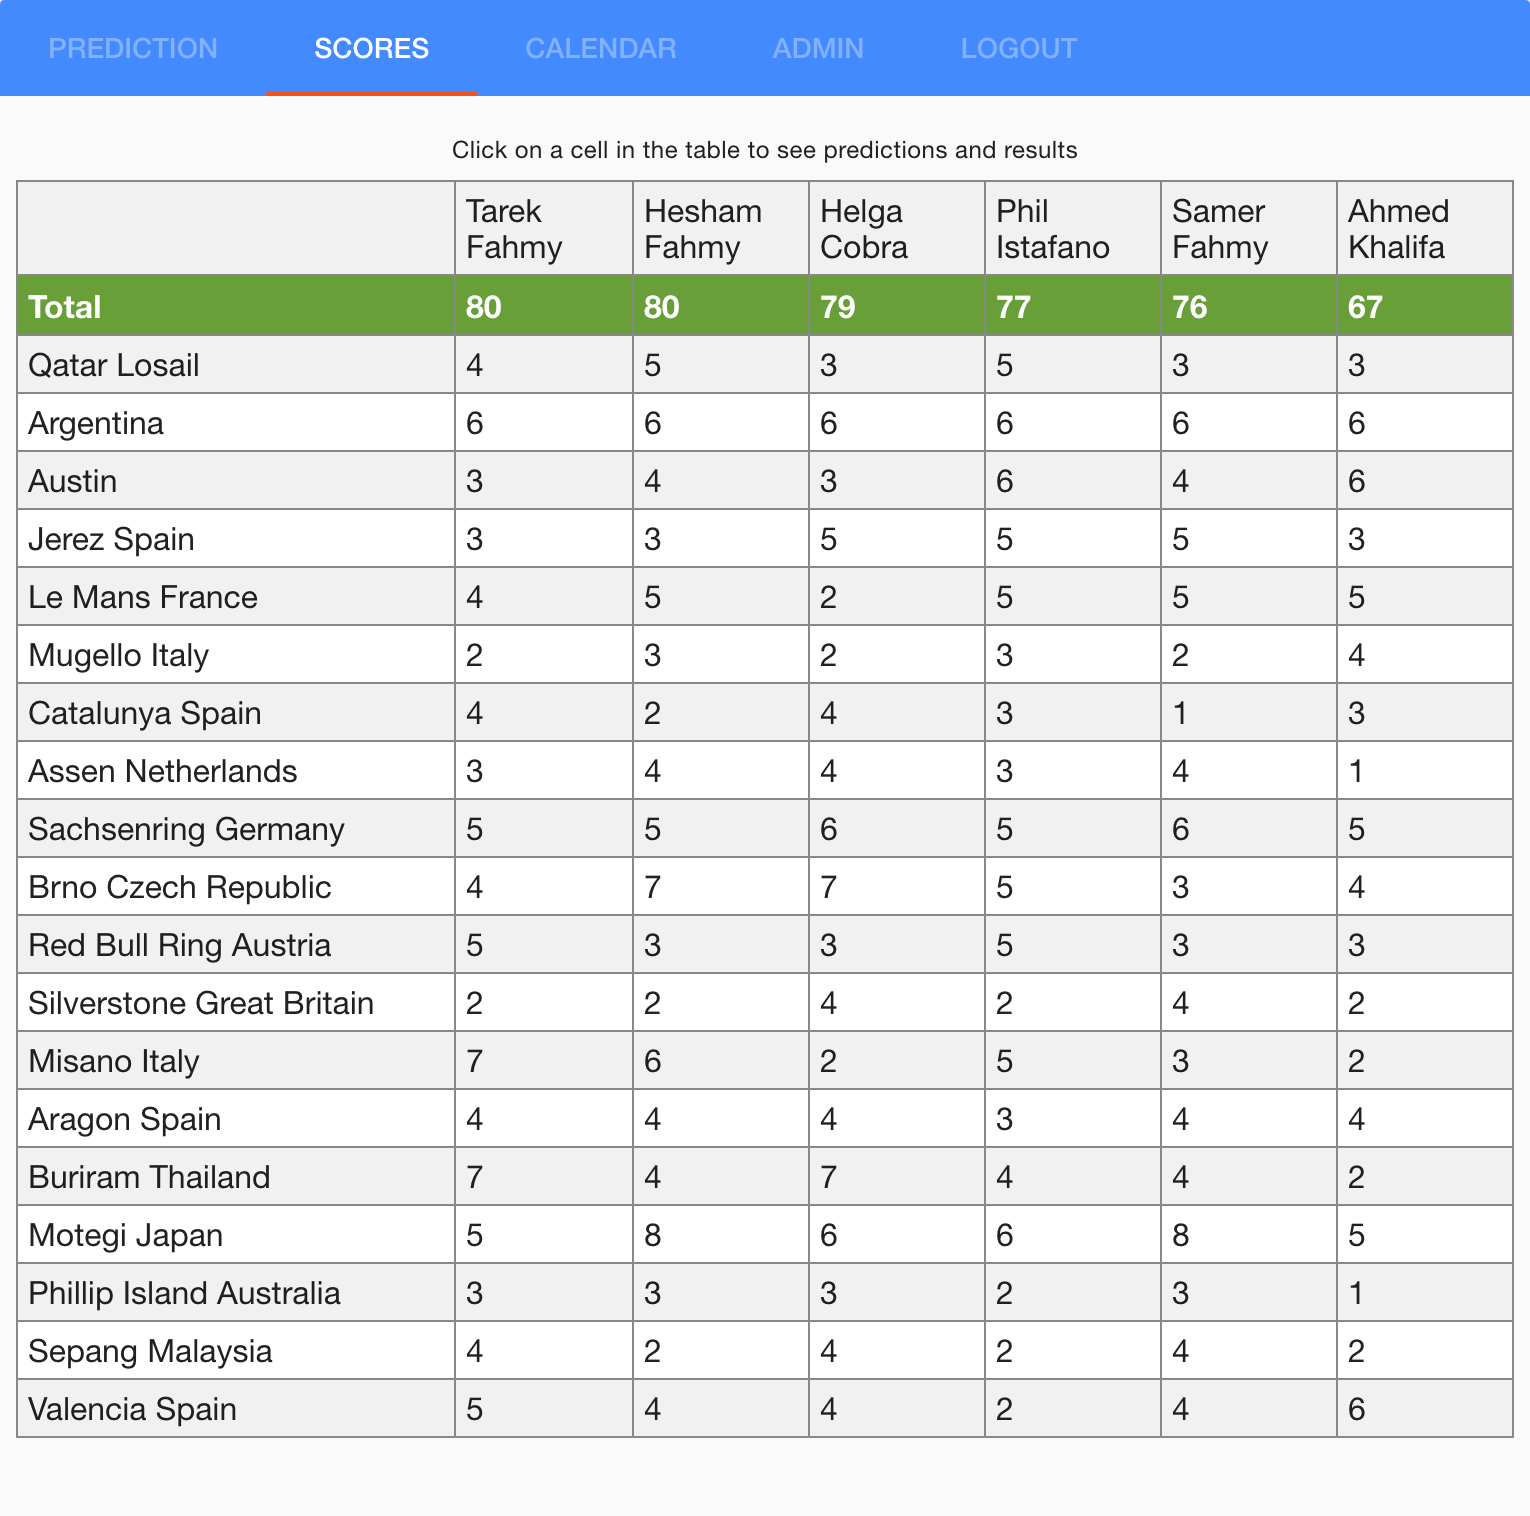 PREDICTION SCORES CALENDAR ADMIN LOGOUT
Click on a cell in the table to see predictions and results
Tarek Fahmy Hesham Fahmy Helga Cobra Phil Istafano Samer Fahmy Ahmed Khalifa
Total 80 80 79 77 76 67
Qatar Losail 4 5 3 5 3 3
Argentina 6 6 6 6 6 6
Austin 3 4 3 6 4 6
Jerez Spain 3 3 5 5 5 3
Le Mans France 4 5 2 5 5 5
Mugello Italy 2 3 2 3 2 4
Catalunya Spain 4 2 4 3 1 3
Assen Netherlands 3 4 4 3 4 1
Sachsenring Germany 5 5 6 5 6 5
Brno Czech Republic 4 7 7 5 3 4
Red Bull Ring Austria 5 3 3 5 3 3
Silverstone Great Britain 2 2 4 2 4 2
Misano Italy 7 6 2 5 3 2
Aragon Spain 4 4 4 3 4 4
Buriram Thailand 7 4 7 4 4 2
Motegi Japan 5 8 6 6 8 5
Phillip Island Australia 3 3 3 2 3 1
Sepang Malaysia 4 2 4 2 4 2
Valencia Spain 5 4 4 2 4 6